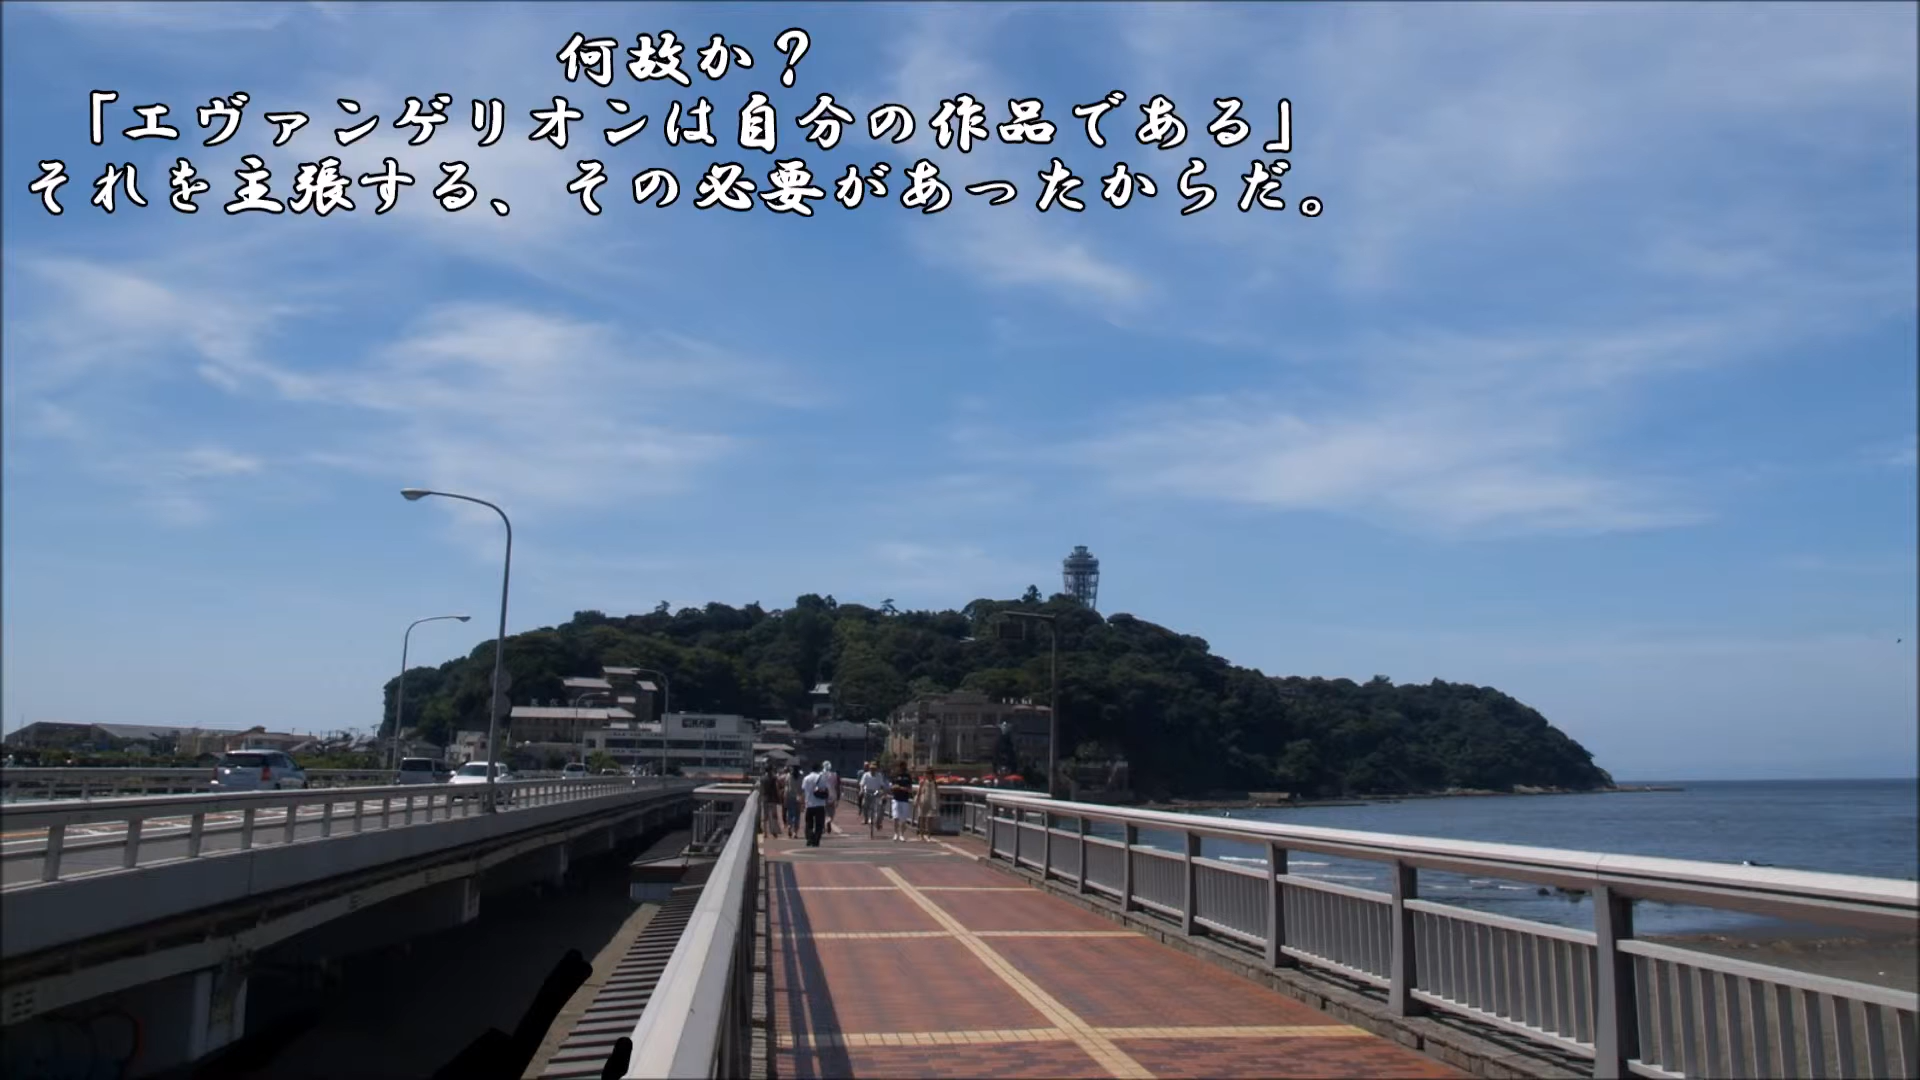 何故か？
「エヴァンゲリオンは自分の作品である」
それを主張する、その必要があったからだ。